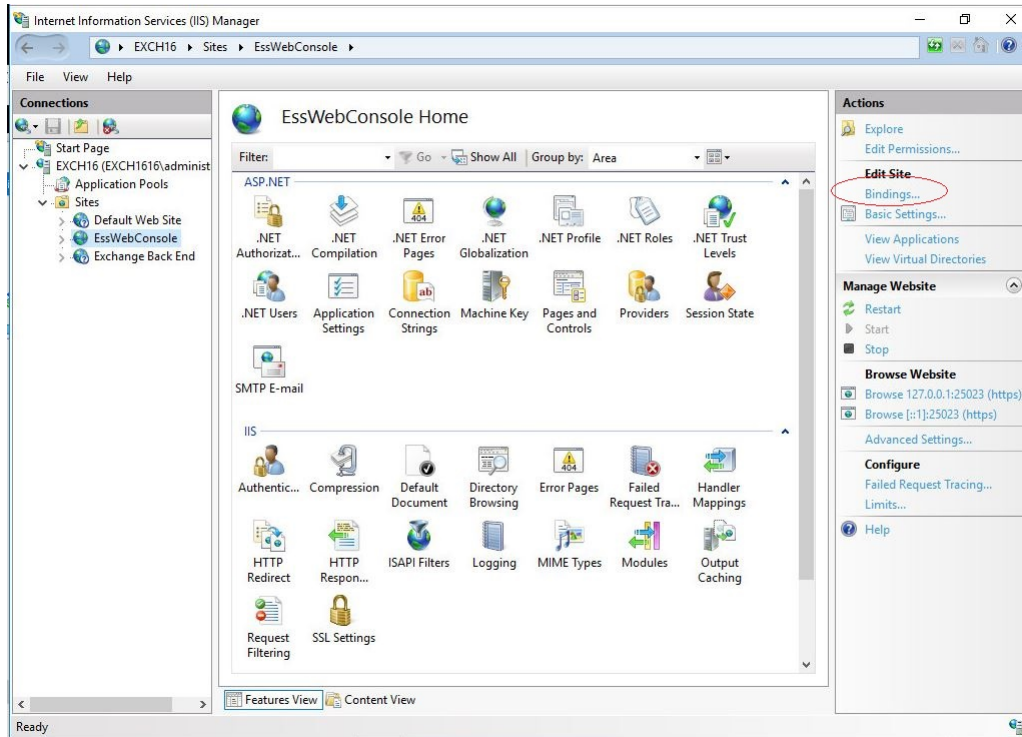 Internet Information Services (IIS) Manager
EXCH16 Sites EssWebConsole
File View Help
Connections
Start Page
EXCH16 (EXCH1616\administ
Application Pools
Sites
Default Web Site
EssWebConsole
Exchange Back End
EssWebConsole Home
Filter: Go Show All Group by: Area
ASP.NET
.NET Authorizat...
.NET Compilation
.NET Error Pages
.NET Globalization
.NET Profile
.NET Roles
.NET Trust Levels
.NET Users
Application Settings
Connection Strings
Machine Key
Pages and Controls
Providers
Session State
SMTP E-mail
IIS
Authentic...
Compression
Default Document
Directory Browsing
Error Pages
Failed Request Tra...
Handler Mappings
HTTP Redirect
HTTP Respon...
ISAPI Filters
Logging
MIME Types
Modules
Output Caching
Request Filtering
SSL Settings
Features View Content View
Actions
Explore
Edit Permissions...
Edit Site
Bindings...
Basic Settings...
View Applications
View Virtual Directories
Manage Website
Restart
Start
Stop
Browse Website
Browse 127.0.0.1:25023 (https)
Browse [::1]:25023 (https)
Advanced Settings...
Configure
Failed Request Tracing...
Limits...
Help
Ready